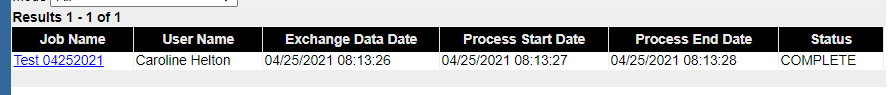 Results 1 - 1 of 1
Job Name User Name Exchange Data Date Process Start Date Process End Date Status
Test 04252021 Caroline Helton 04/25/2021 08:13:26 04/25/2021 08:13:27 04/25/2021 08:13:28 COMPLETE